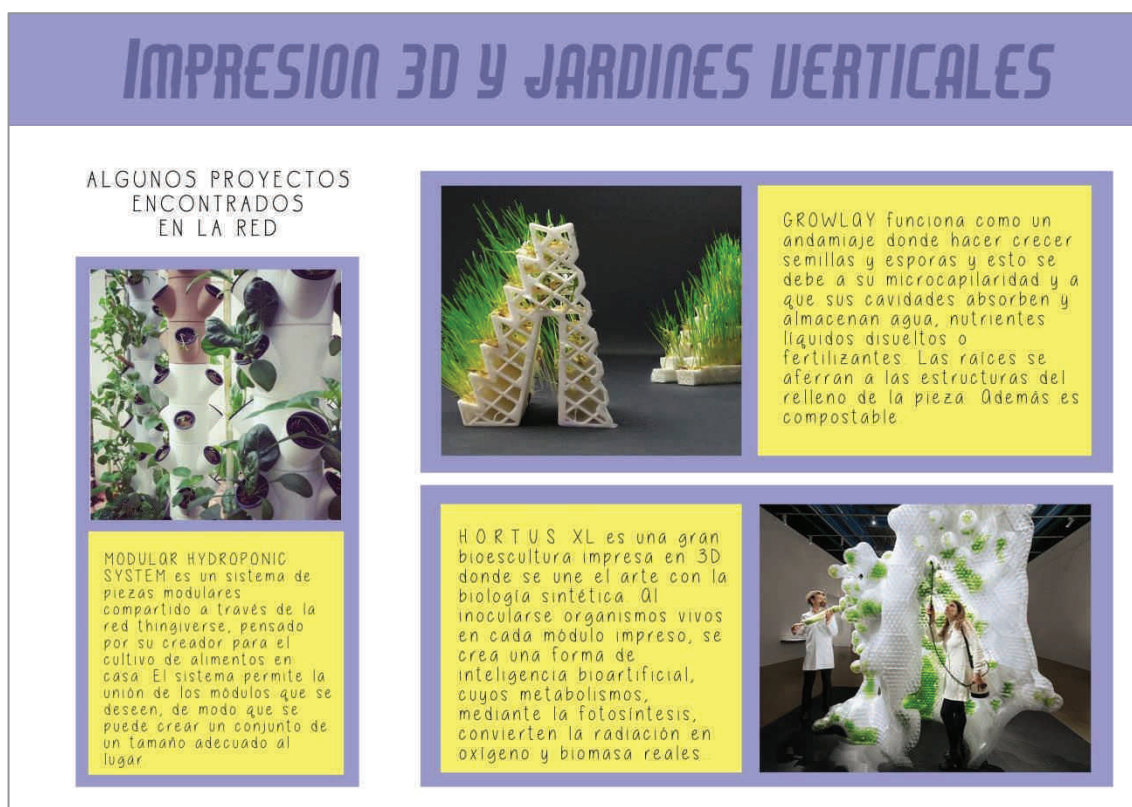 IMPRESION 3D Y JARDINES VERTICALES
ALGUNOS PROYECTOS
ENCONTRADOS
EN LA RED
MODULAR HYDROPONIC
SYSTEM es un sistema de
piezas modulares
compartido a través de la
red thingiverse, pensado
por su creador para el
cultivo de alimentos en
casa. El sistema permite la
unión de los módulos que se
deseen, de modo que se
puede crear un conjunto de
un tamaño adecuado al
lugar.
GROWLAY funciona como un
andamiaje donde hacer crecer
semillas y esporas y esto se
debe a su microcapilaridad y a
que sus cavidades absorben y
almacenan agua, nutrientes
líquidos disueltos o
fertilizantes. Las raíces se
aferran a las estructuras del
relleno de la pieza. Además es
compostable.
HORTUS XL es una gran
bioescultura impresa en 3D
donde se une el arte con la
biología sintética. Al
inocularse organismos vivos
en cada módulo impreso, se
crea una forma de
inteligencia bioartificial,
cuyos metabolismos,
mediante la fotosíntesis,
convierten la radiación en
oxígeno y biomasa reales.